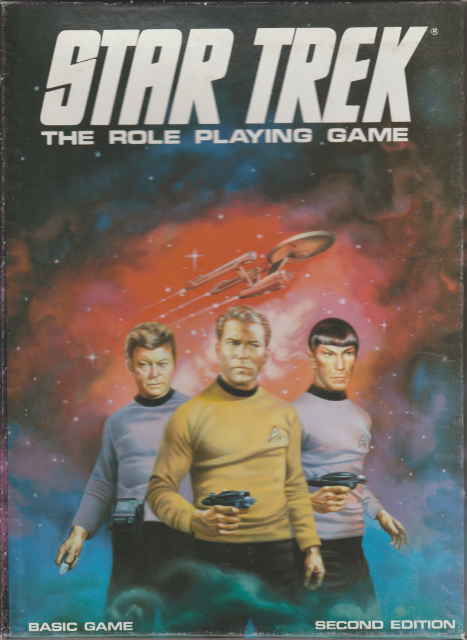 STAR TREK®
THE ROLE PLAYING GAME
BASIC GAME
SECOND EDITION